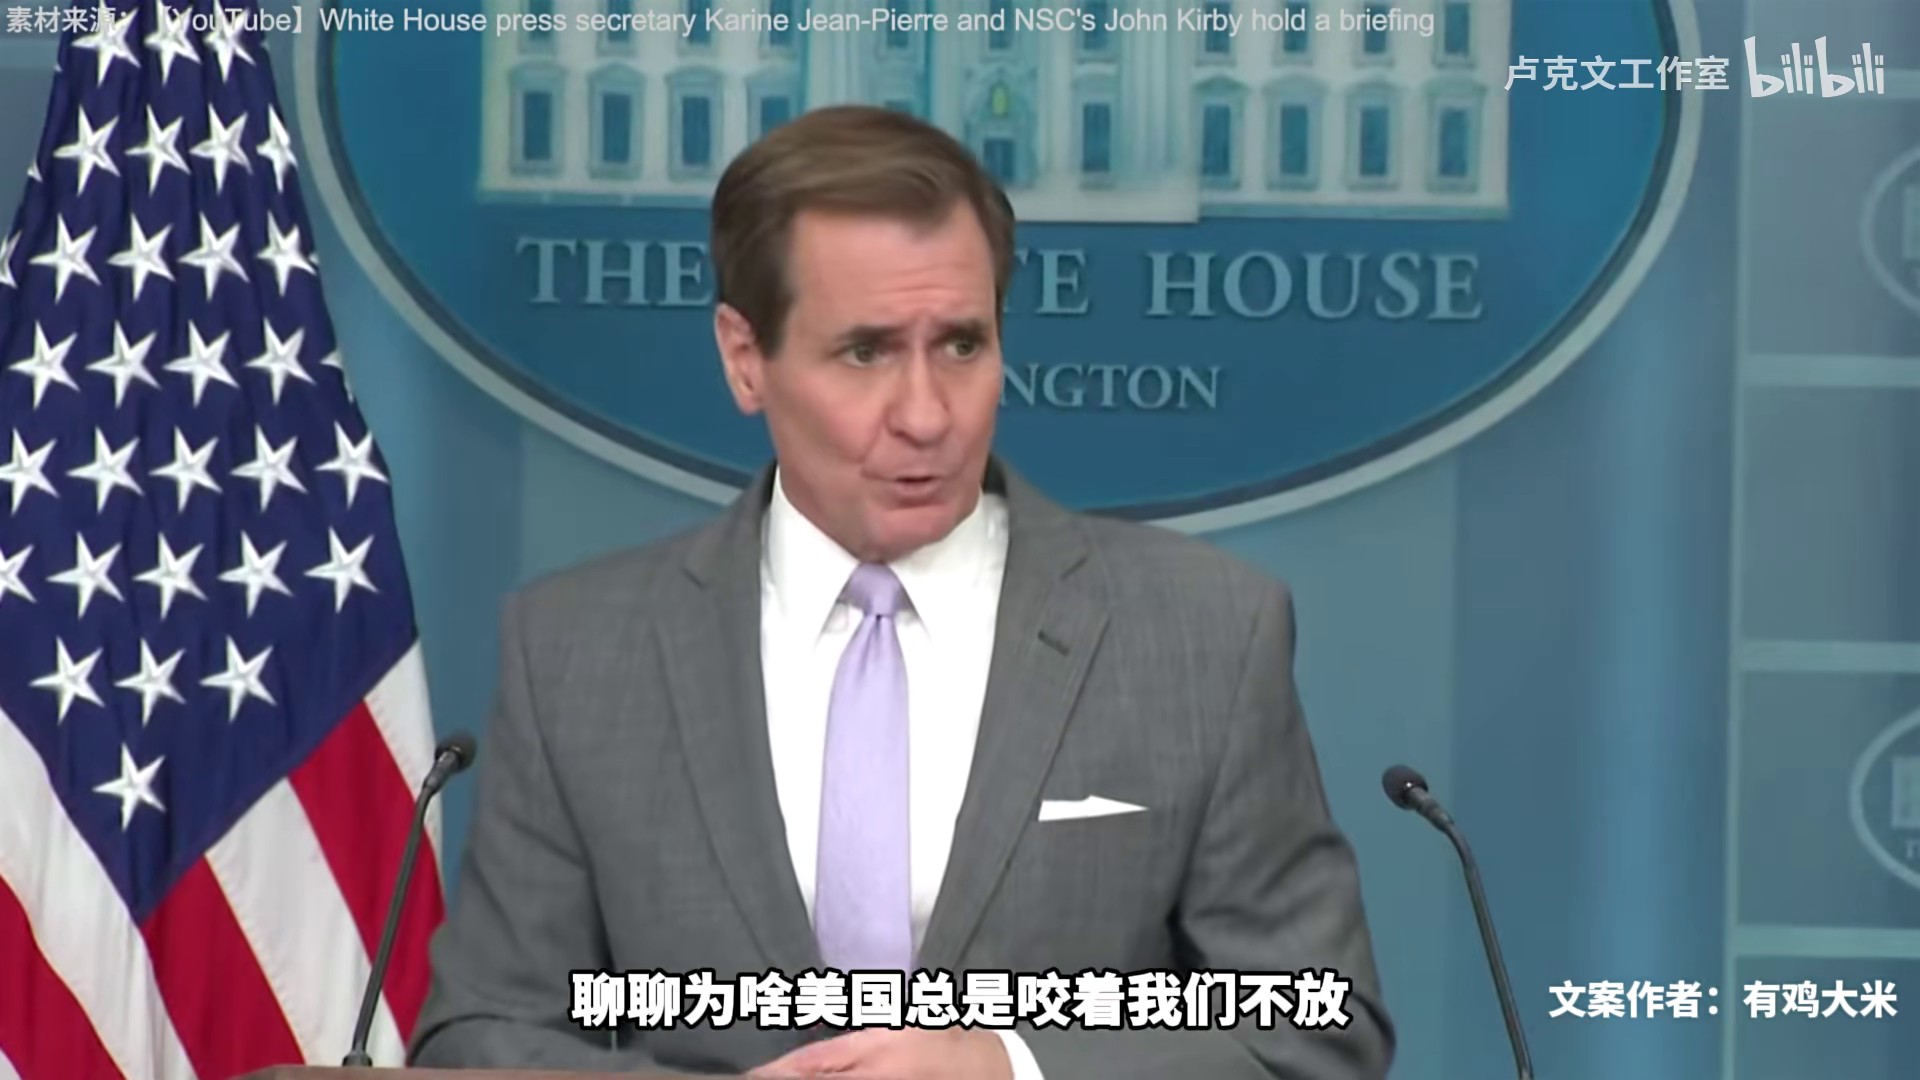 素材来源：【YouTube】White House press secretary Karine Jean-Pierre and NSC's John Kirby hold a briefing
卢克文工作室 bilibili
THE TE HOUSE
NGTON
聊聊为啥美国总是咬着我们不放
文案作者：有鸡大米